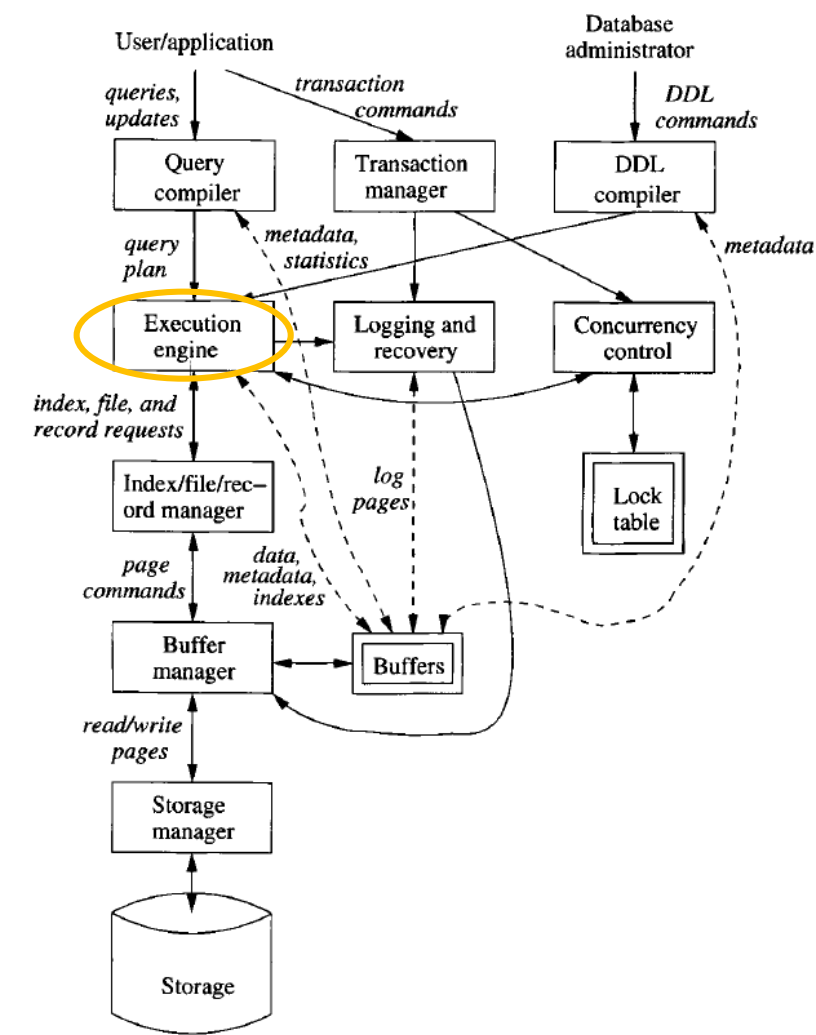 User/application
Database
administrator
queries,
updates
transaction
commands
DDL
commands
Query
compiler
Transaction
manager
DDL
compiler
query
plan
metadata,
statistics
metadata
Execution
engine
Logging and
recovery
Concurrency
control
index, file, and
record requests
Index/file/rec–
ord manager
log
pages
Lock
table
page
commands
data,
metadata,
indexes
Buffer
manager
Buffers
read/write
pages
Storage
manager
Storage